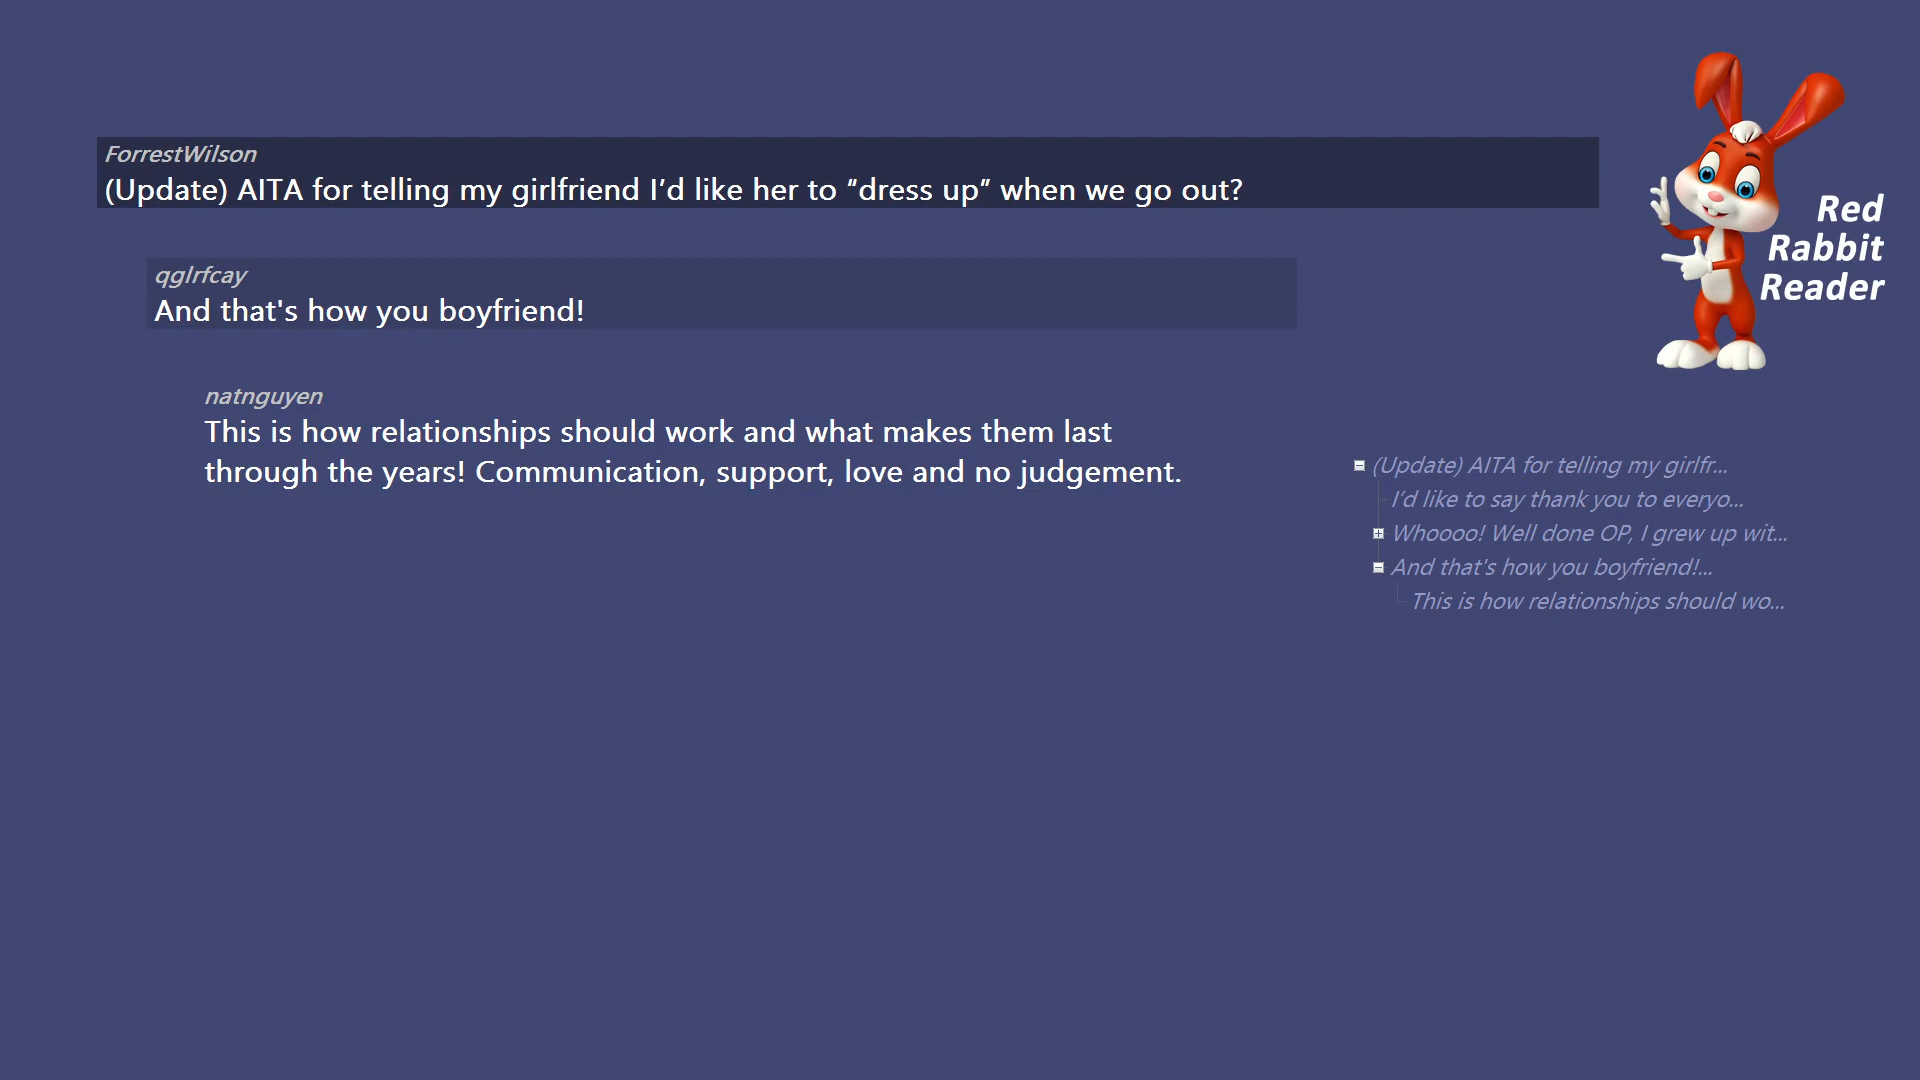 ForrestWilson
(Update) AITA for telling my girlfriend I’d like her to “dress up” when we go out?
qglrfcay
And that's how you boyfriend!
natnguyen
This is how relationships should work and what makes them last
through the years! Communication, support, love and no judgement.
Red
Rabbit
Reader
(Update) AITA for telling my girlfr...
I’d like to say thank you to everyo...
Whoooo! Well done OP, I grew up wit...
And that's how you boyfriend!...
This is how relationships should wo...